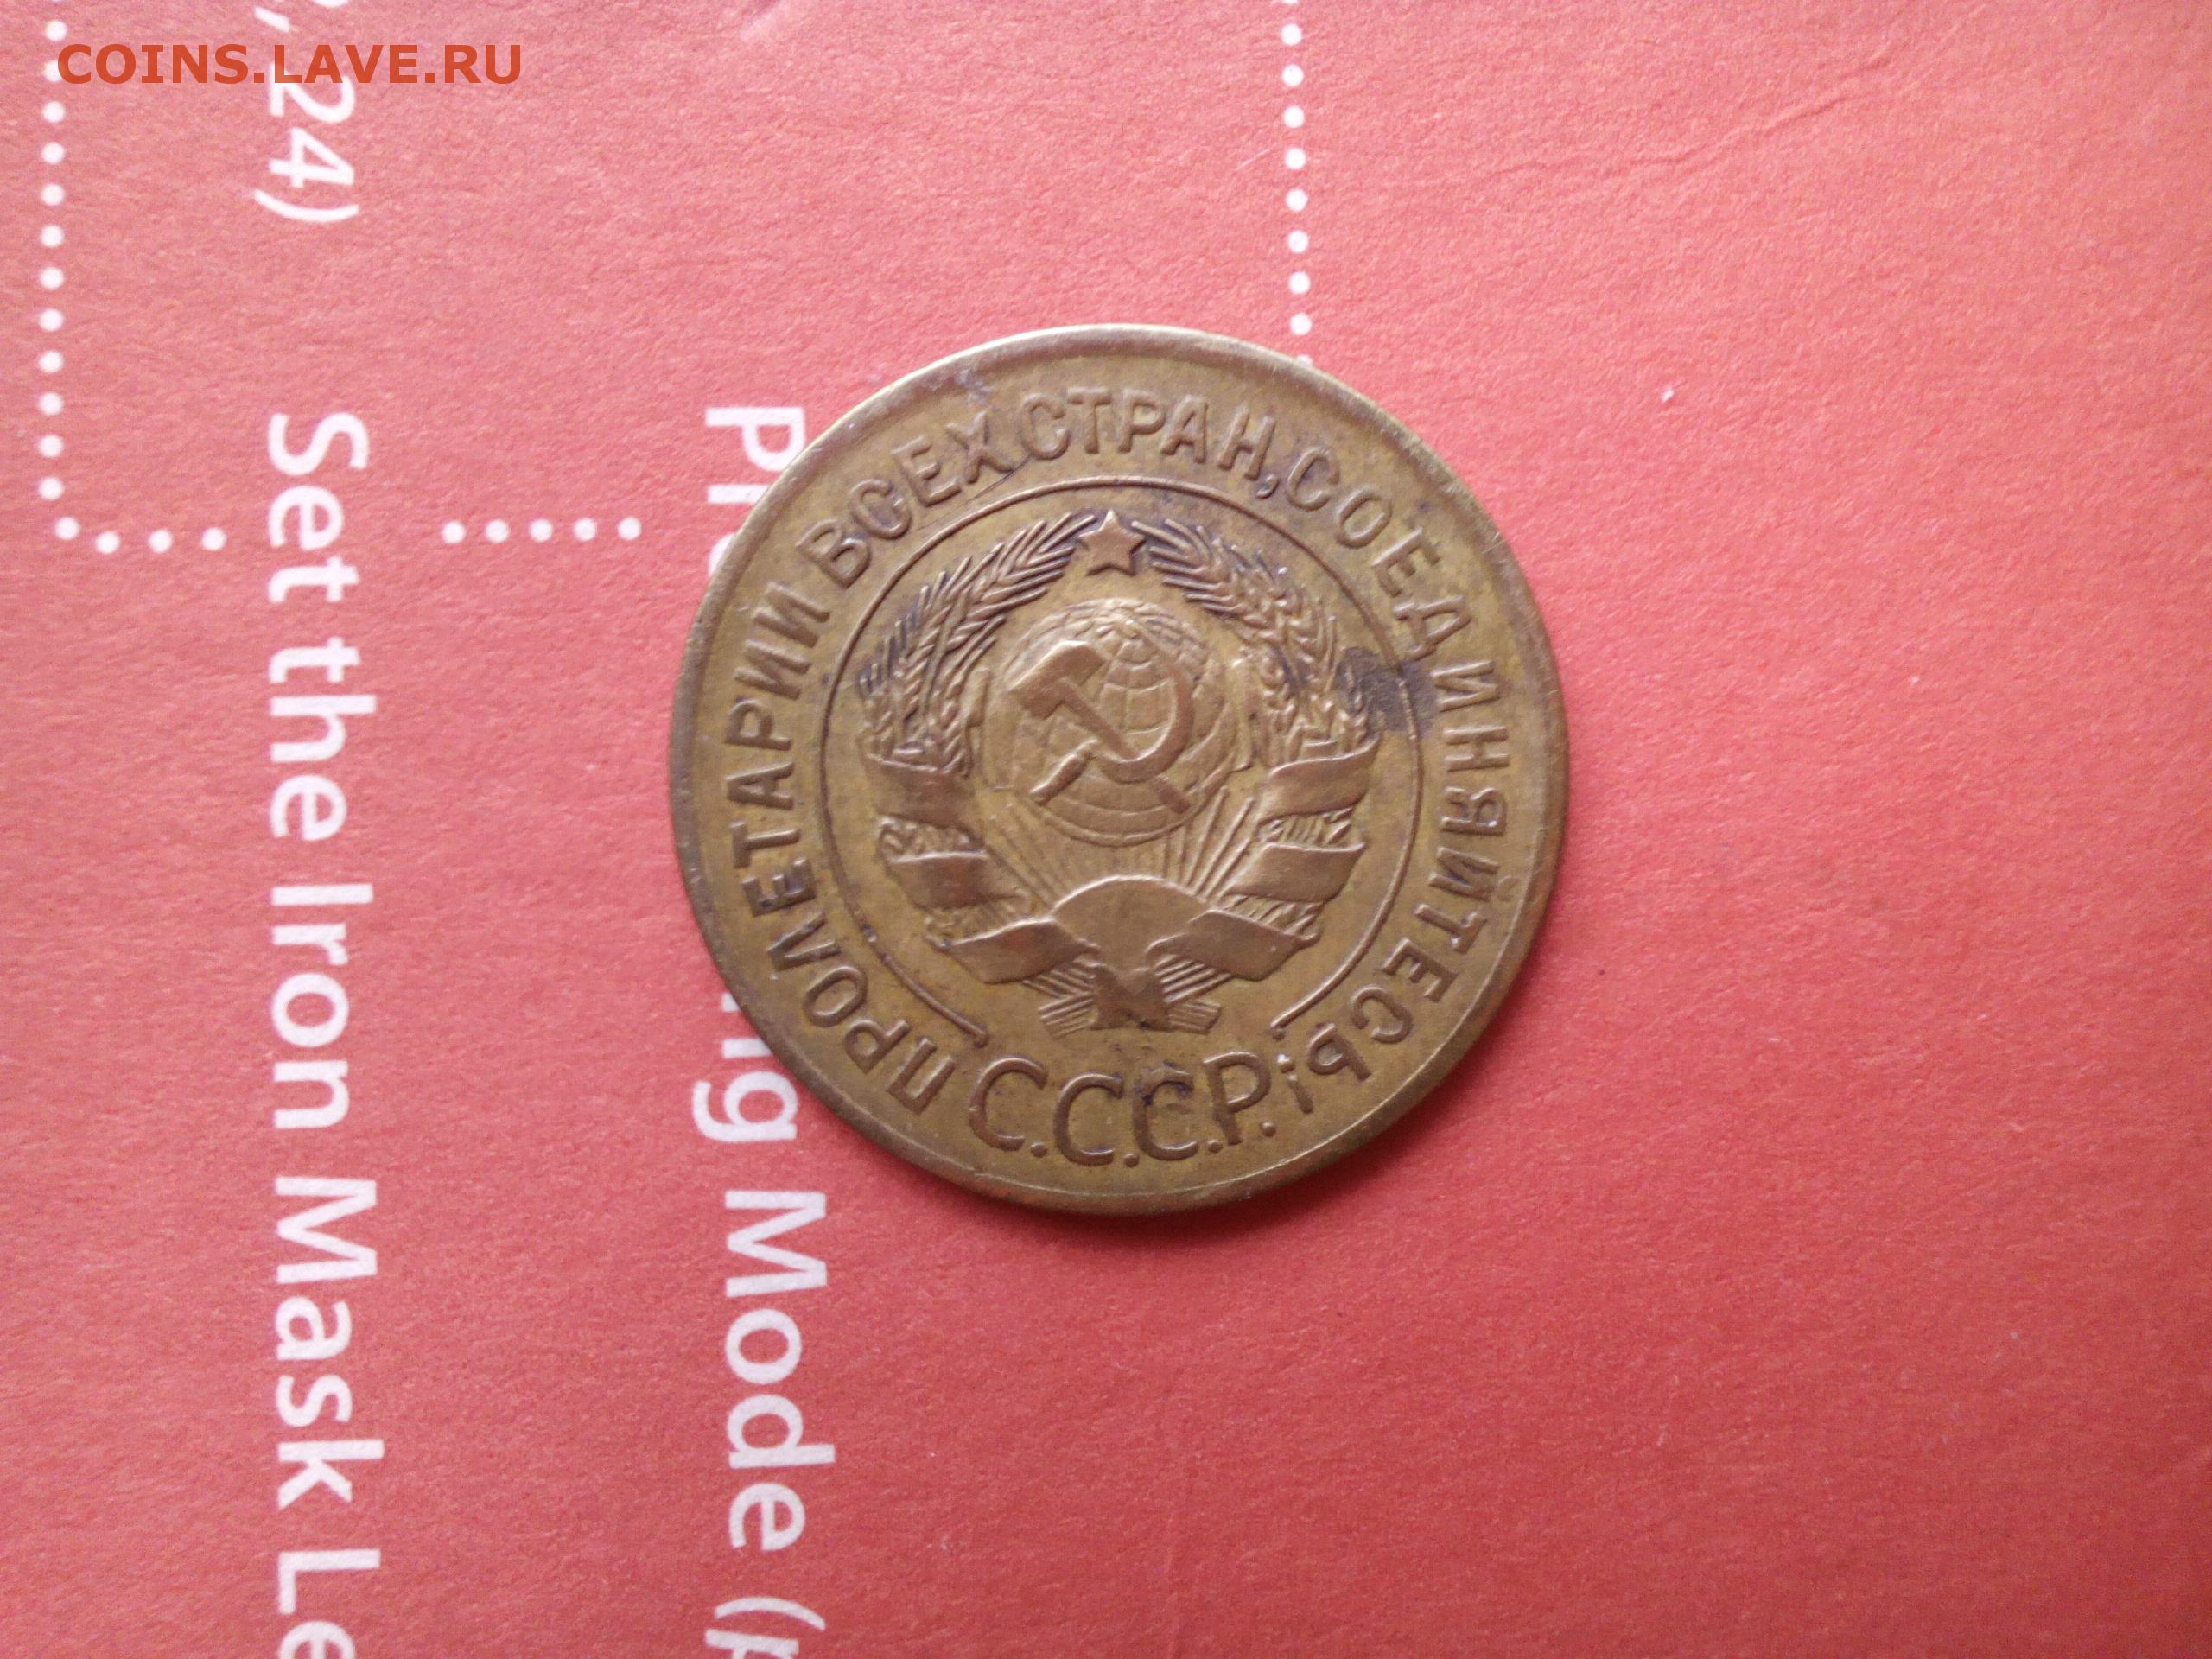 COINS.LAVE.RU
24)
Set the Iron Mask Le
Mode (p
ПРОЛЕТАРИИ ВСЕХ СТРАН, СОЕДИНЯЙТЕСЬ!
С.С.С.Р.